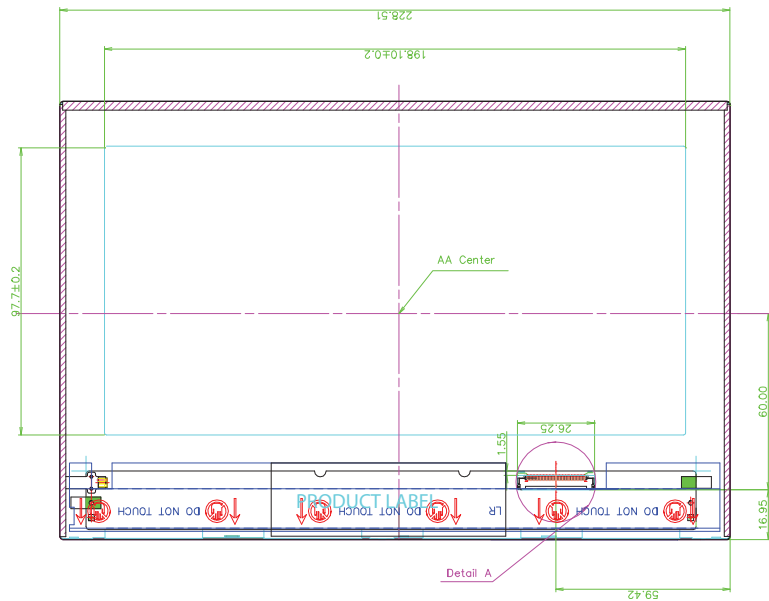 228.51
198.10±0.2
97.7±0.2
AA Center
60.00
26.25
1.55
PRODUCT LABEL
DO NOT TOUCH
DO NOT TOUCH
DO NOT TOUCH
LR
DO NOT TOUCH
16.95
Detail A
59.42